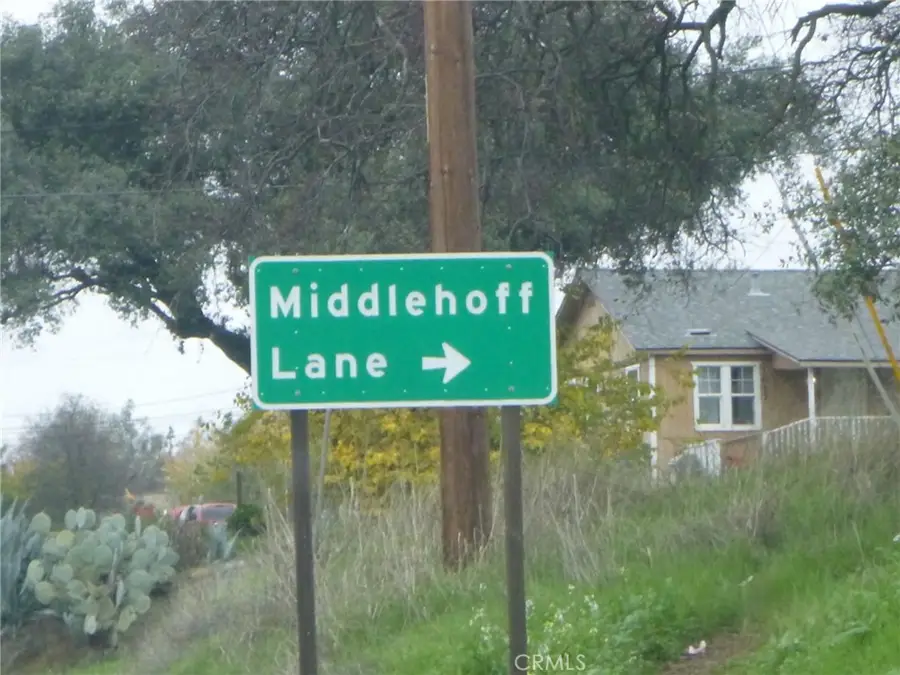 Middlehoff
Lane →
CRMLS